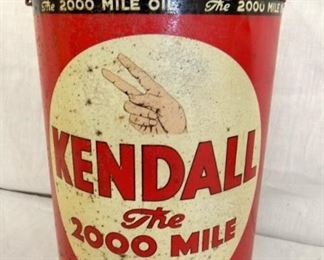 The 2000 MILE OIL The 2000 MILE
KENDALL
The
2000 MILE